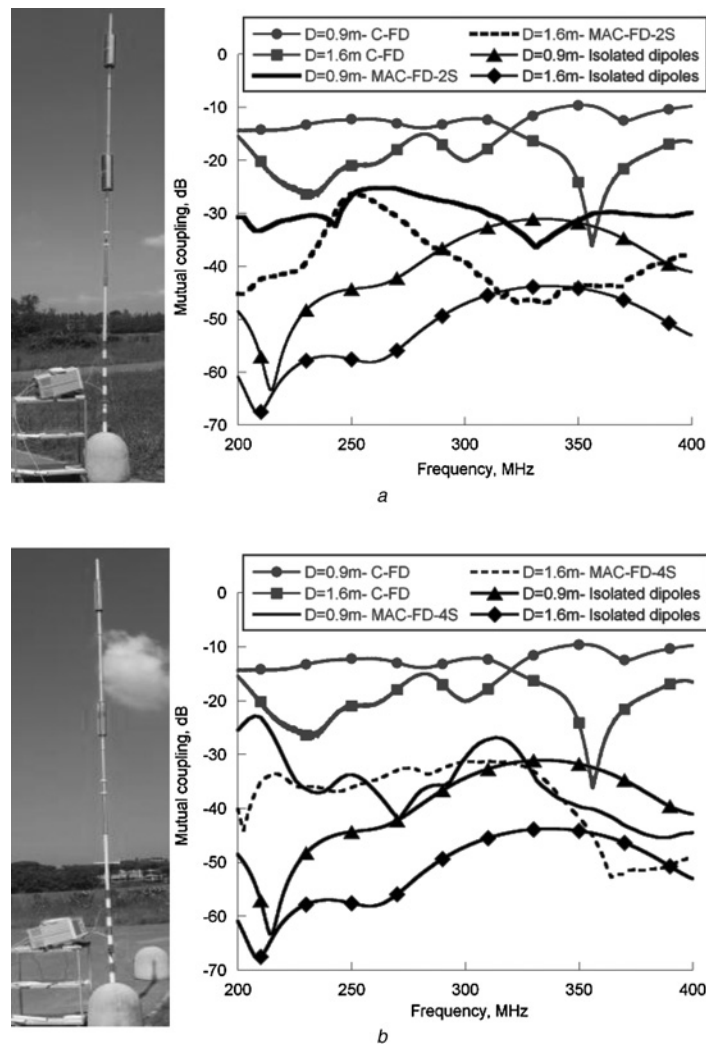 D=0.9m- C-FD
D=1.6m- MAC-FD-2S
D=1.6m C-FD
D=0.9m- Isolated dipoles
D=0.9m- MAC-FD-2S
D=1.6m- Isolated dipoles
0
-10
-20
-30
-40
-50
-60
-70
Mutual coupling, dB
200
250
300
350
400
Frequency, MHz
a
D=0.9m- C-FD
D=1.6m- MAC-FD-4S
D=1.6m- C-FD
D=0.9m- Isolated dipoles
D=0.9m- MAC-FD-4S
D=1.6m- Isolated dipoles
0
-10
-20
-30
-40
-50
-60
-70
Mutual coupling, dB
200
250
300
350
400
Frequency, MHz
b